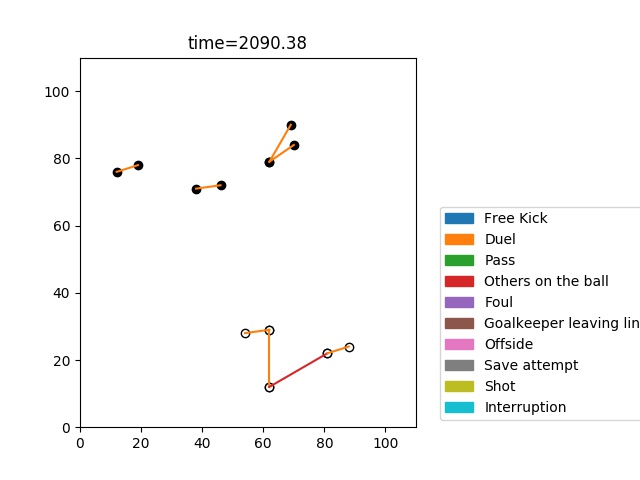 time=2090.38
100
80
60
40
20
0
0 20 40 60 80 100
Free Kick
Duel
Pass
Others on the ball
Foul
Goalkeeper leaving lin
Offside
Save attempt
Shot
Interruption